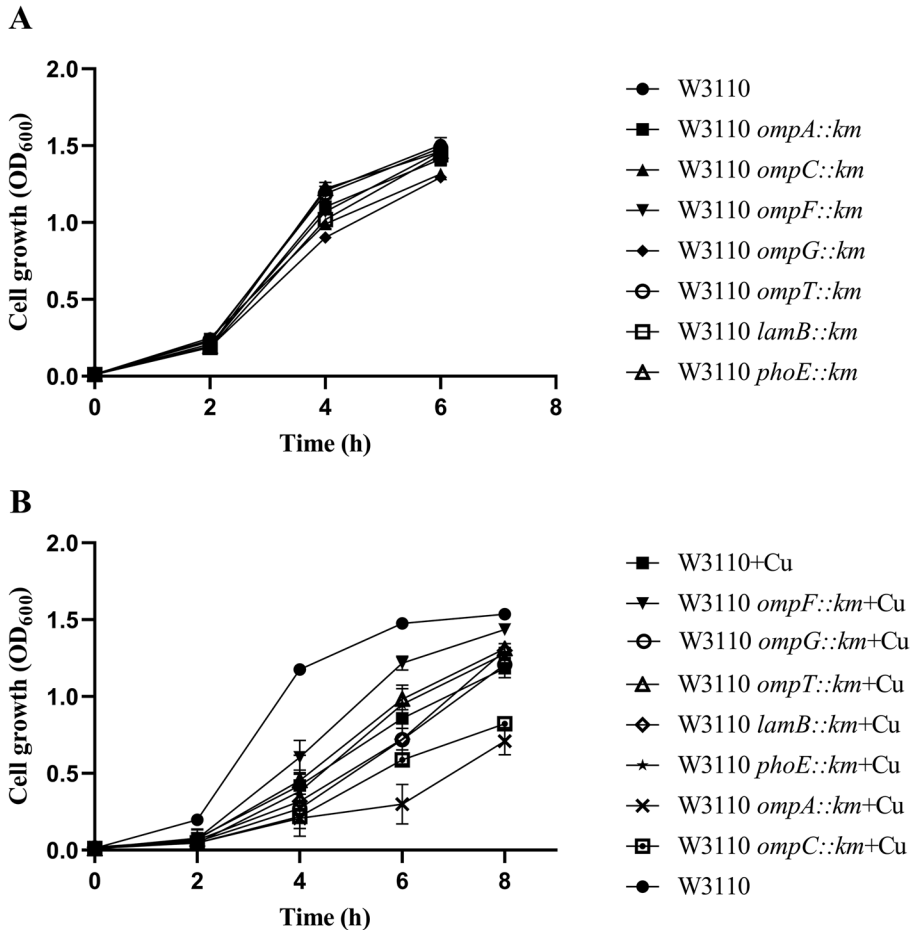 A
2.0
1.5
1.0
0.5
0.0
Cell growth (OD600)
0 2 4 6 8
Time (h)
W3110
W3110 ompA::km
W3110 ompC::km
W3110 ompF::km
W3110 ompG::km
W3110 ompT::km
W3110 lamB::km
W3110 phoE::km
B
2.0
1.5
1.0
0.5
0.0
Cell growth (OD600)
0 2 4 6 8
Time (h)
W3110+Cu
W3110 ompF::km+Cu
W3110 ompG::km+Cu
W3110 ompT::km+Cu
W3110 lamB::km+Cu
W3110 phoE::km+Cu
W3110 ompA::km+Cu
W3110 ompC::km+Cu
W3110